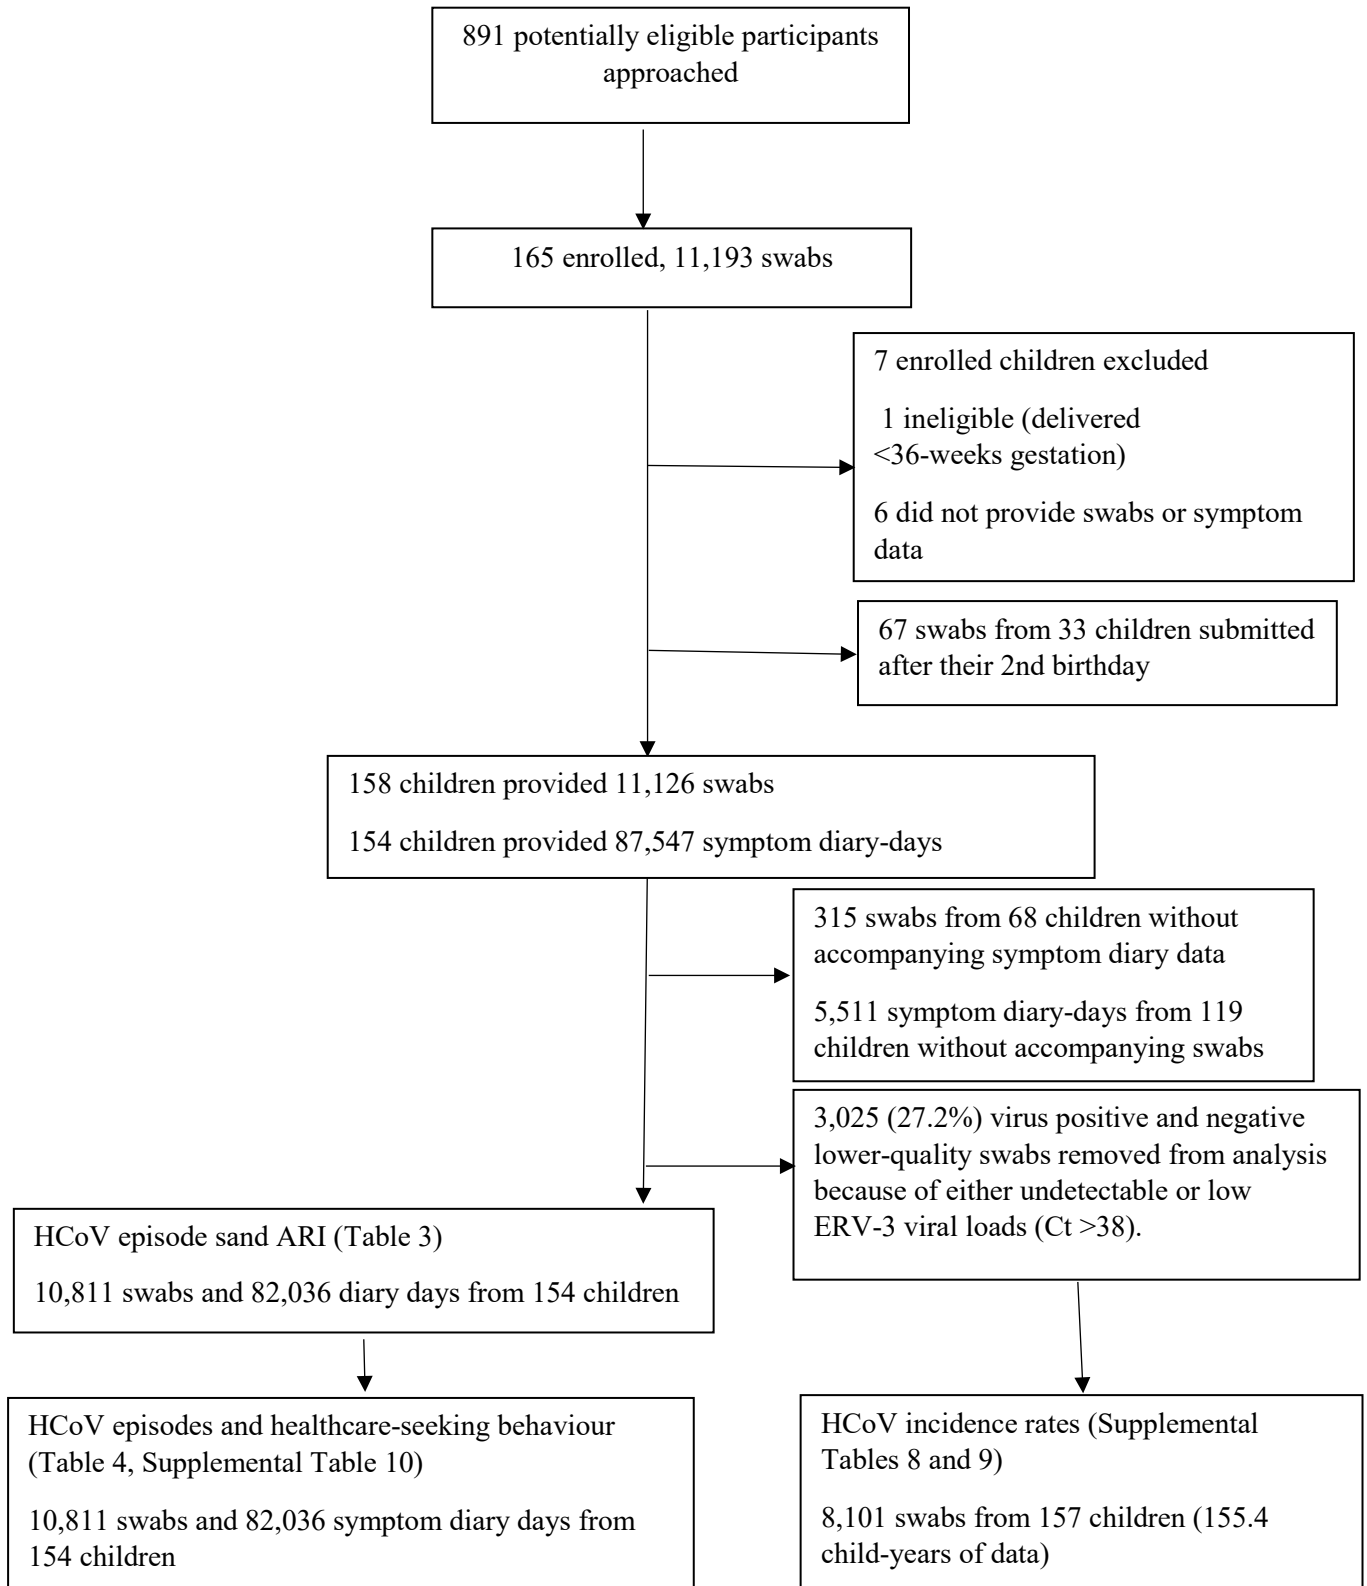 891 potentially eligible participants
approached
165 enrolled, 11,193 swabs
7 enrolled children excluded
1 ineligible (delivered
<36-weeks gestation)
6 did not provide swabs or symptom
data
67 swabs from 33 children submitted
after their 2nd birthday
158 children provided 11,126 swabs
154 children provided 87,547 symptom diary-days
315 swabs from 68 children without
accompanying symptom diary data
5,511 symptom diary-days from 119
children without accompanying swabs
3,025 (27.2%) virus positive and negative
lower-quality swabs removed from analysis
because of either undetectable or low
ERV-3 viral loads (Ct >38).
HCoV episode sand ARI (Table 3)
10,811 swabs and 82,036 diary days from 154 children
HCoV episodes and healthcare-seeking behaviour
(Table 4, Supplemental Table 10)
10,811 swabs and 82,036 symptom diary days from
154 children
HCoV incidence rates (Supplemental
Tables 8 and 9)
8,101 swabs from 157 children (155.4
child-years of data)